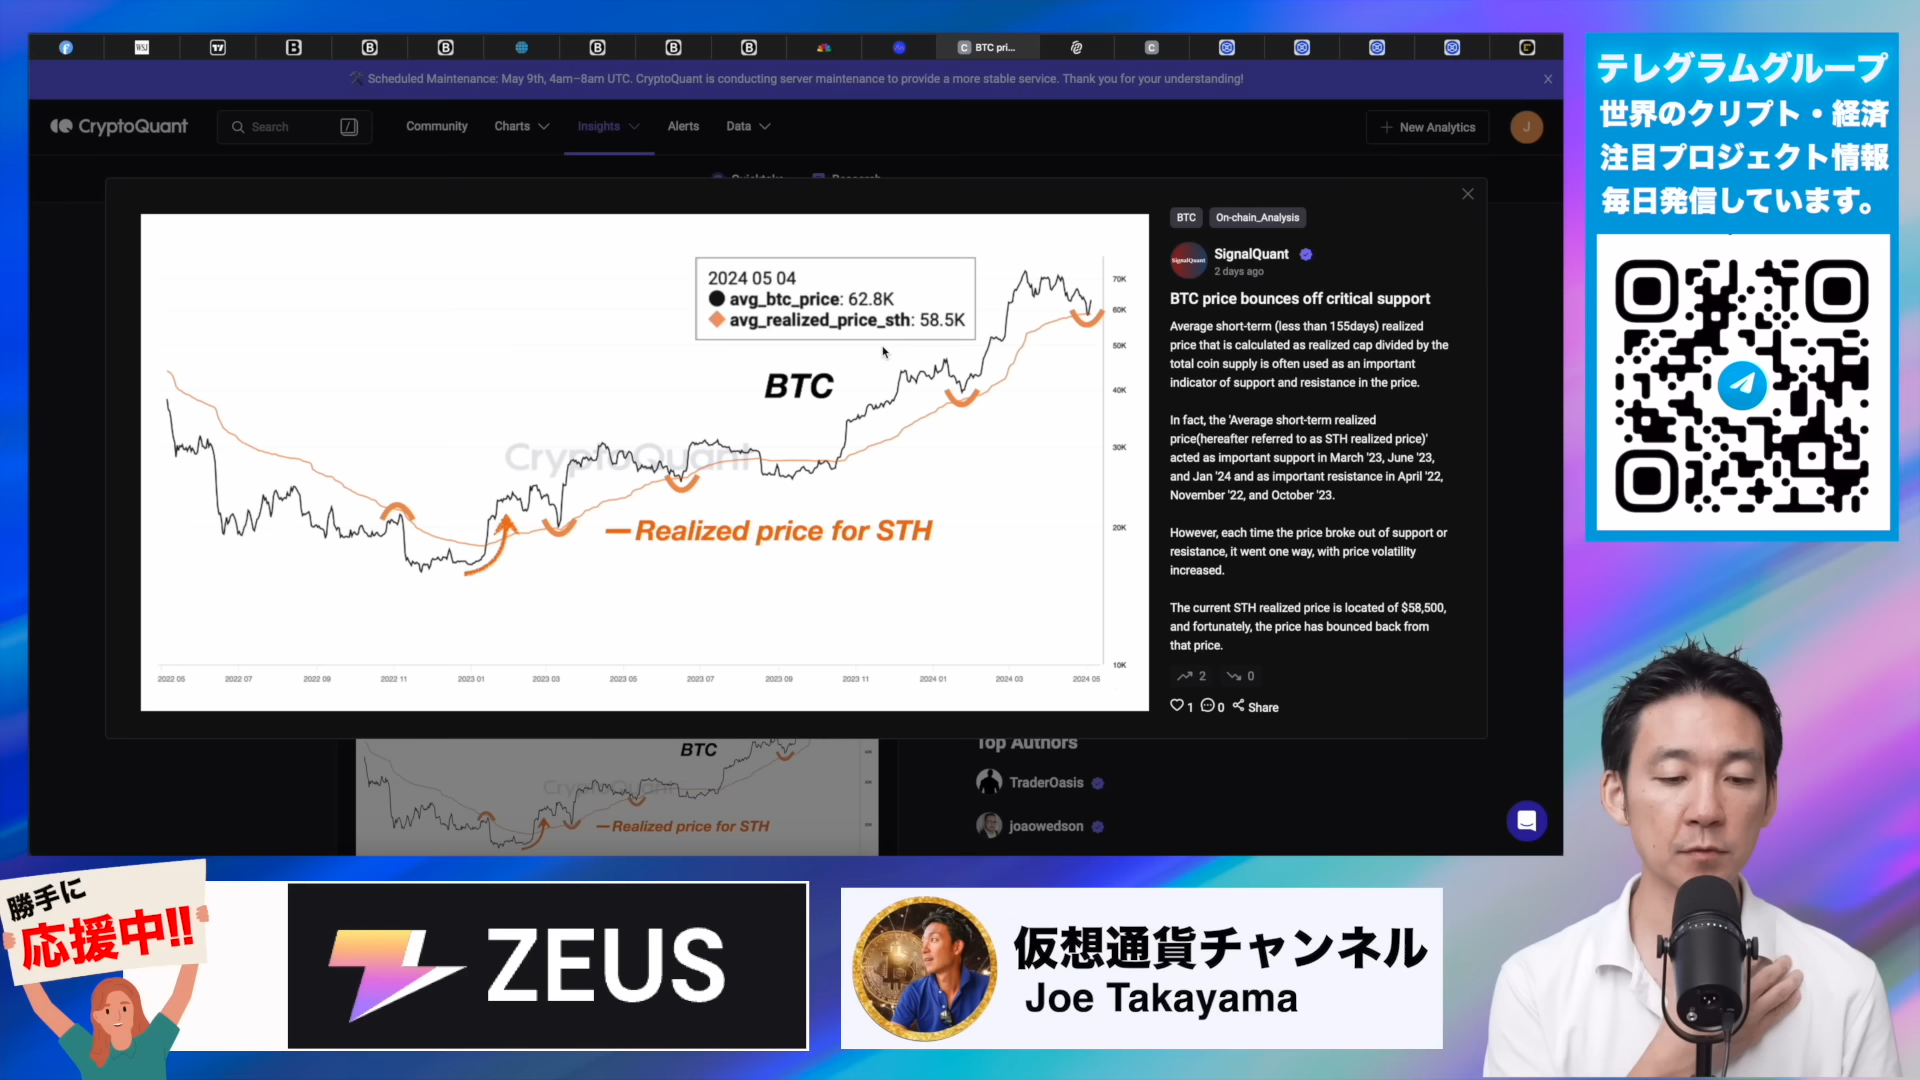 WSJ
BTC pri...
Scheduled Maintenance: May 9th, 4am–8am UTC. CryptoQuant is conducting server maintenance to provide a more stable service. Thank you for your understanding!
CryptoQuant
Search
/
Community
Charts
Insights
Alerts
Data
New Analytics
J
Quicktake
Research
2024 05 04
avg_btc_price: 62.8K
avg_realized_price_sth: 58.5K
BTC
CryptoQuant
Realized price for STH
70K
60K
50K
40K
30K
20K
10K
2022 05
2022 07
2022 09
2022 11
2023 01
2023 03
2023 05
2023 07
2023 09
2023 11
2024 01
2024 03
2024 05
BTC
On-chain_Analysis
SignalQuant
SignalQuant
2 days ago
BTC price bounces off critical support
Average short-term (less than 155days) realized
price that is calculated as realized cap divided by the
total coin supply is often used as an important
indicator of support and resistance in the price.
In fact, the 'Average short-term realized
price(hereafter referred to as STH realized price)'
acted as important support in March '23, June '23,
and Jan '24 and as important resistance in April '22,
November '22, and October '23.
However, each time the price broke out of support or
resistance, it went one way, with price volatility
increased.
The current STH realized price is located of $58,500,
and fortunately, the price has bounced back from
that price.
2
0
1
0
Share
BTC
Realized price for STH
Top Authors
TraderOasis
joaowedson
テレグラムグループ
世界のクリプト・経済
注目プロジェクト情報
毎日発信しています。
勝手に
応援中!!
ZEUS
仮想通貨チャンネル
Joe Takayama